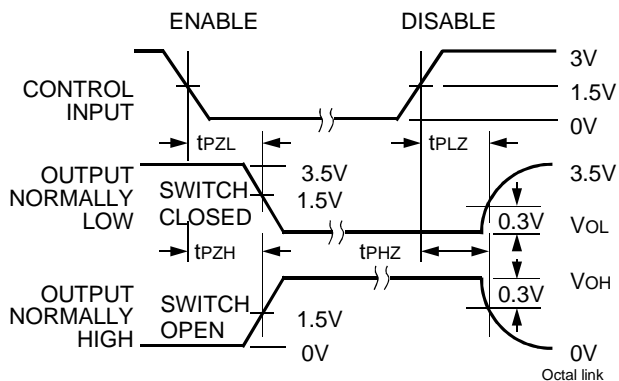 ENABLE
DISABLE
CONTROL
INPUT
3V
1.5V
0V
tPZL
tPLZ
OUTPUT
NORMALLY
LOW
SWITCH
CLOSED
3.5V
1.5V
3.5V
0.3V
VOL
tPZH
tPHZ
OUTPUT
NORMALLY
HIGH
SWITCH
OPEN
1.5V
0V
VOH
0.3V
0V
Octal link